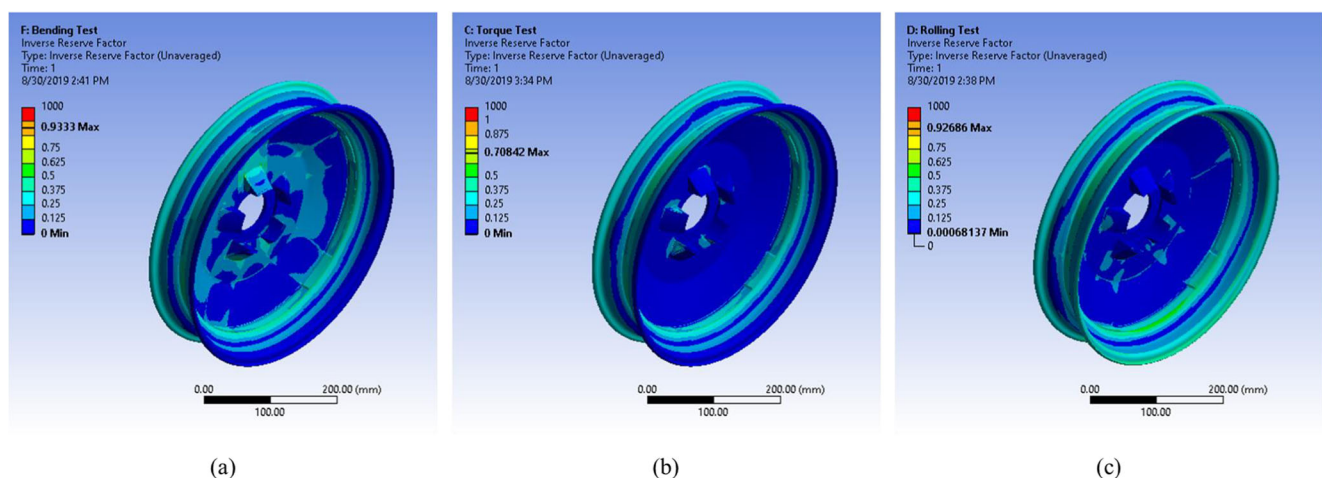 F: Bending Test
Inverse Reserve Factor
Type: Inverse Reserve Factor (Unaveraged)
Time: 1
8/30/2019 2:41 PM
1000
0.9333 Max
0.75
0.625
0.5
0.375
0.25
0.125
0 Min
0.00
200.00 (mm)
100.00
(a)
C: Torque Test
Inverse Reserve Factor
Type: Inverse Reserve Factor (Unaveraged)
Time: 1
8/30/2019 3:34 PM
1000
1
0.875
0.70842 Max
0.5
0.375
0.25
0.125
0 Min
0.00
200.00 (mm)
100.00
(b)
D: Rolling Test
Inverse Reserve Factor
Type: Inverse Reserve Factor (Unaveraged)
Time: 1
8/30/2019 2:38 PM
1000
0.92686 Max
0.75
0.625
0.5
0.375
0.25
0.125
0.00068137 Min
0
0.00
200.00 (mm)
100.00
(c)